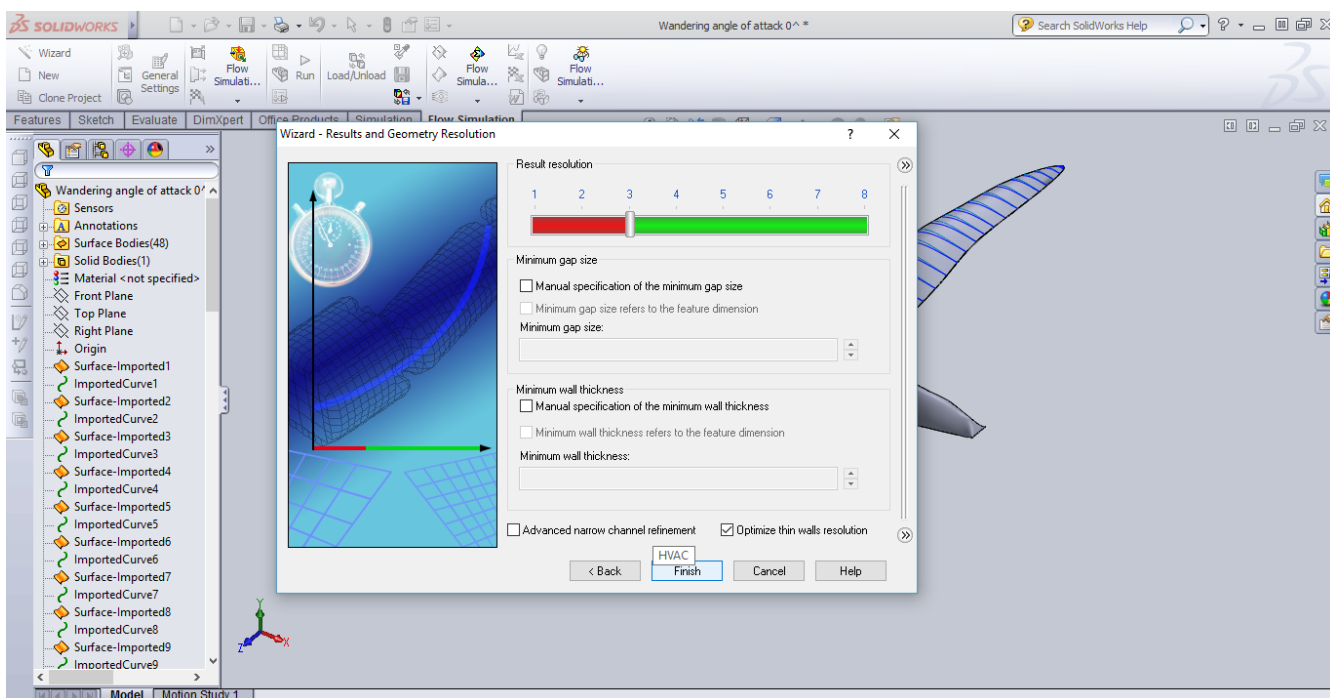 SOLIDWORKS
Wandering angle of attack 0^ *
Search SolidWorks Help
?
Wizard
New
Clone Project
General
Settings
Flow
Simulati...
Run
Load/Unload
Flow
Simula...
Flow
Simulati...
Features
Sketch
Evaluate
DimXpert
Office Products
Simulation
Flow Simulation
Wandering angle of attack 0^
Sensors
Annotations
Surface Bodies(48)
Solid Bodies(1)
Material <not specified>
Front Plane
Top Plane
Right Plane
Origin
Surface-Imported1
ImportedCurve1
Surface-Imported2
ImportedCurve2
Surface-Imported3
ImportedCurve3
Surface-Imported4
ImportedCurve4
Surface-Imported5
ImportedCurve5
Surface-Imported6
ImportedCurve6
Surface-Imported7
ImportedCurve7
Surface-Imported8
ImportedCurve8
Surface-Imported9
ImportedCurve9
Wizard - Results and Geometry Resolution
?
Result resolution
1 2 3 4 5 6 7 8
Minimum gap size
Manual specification of the minimum gap size
Minimum gap size refers to the feature dimension
Minimum gap size:
Minimum wall thickness
Manual specification of the minimum wall thickness
Minimum wall thickness refers to the feature dimension
Minimum wall thickness:
Advanced narrow channel refinement
Optimize thin walls resolution
HVAC
< Back
Finish
Cancel
Help
Y
Z
X
Model
Motion Study 1